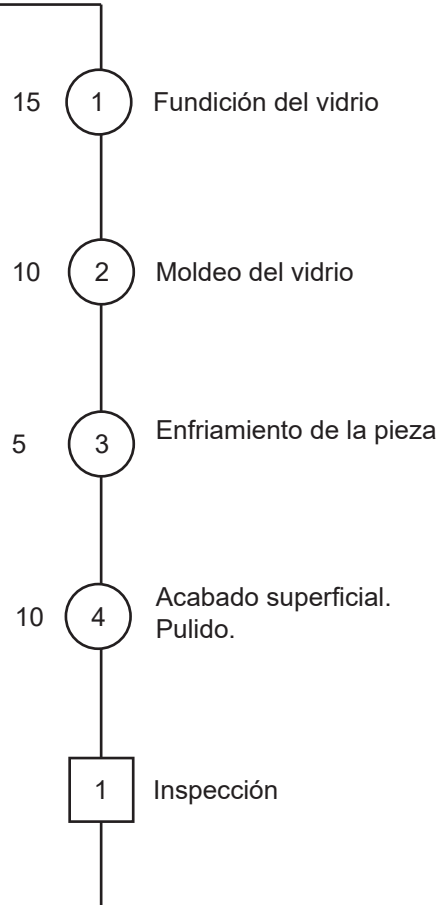 15 1 Fundición del vidrio
10 2 Moldeo del vidrio
5 3 Enfriamiento de la pieza
10 4 Acabado superficial.
Pulido.
1 Inspección